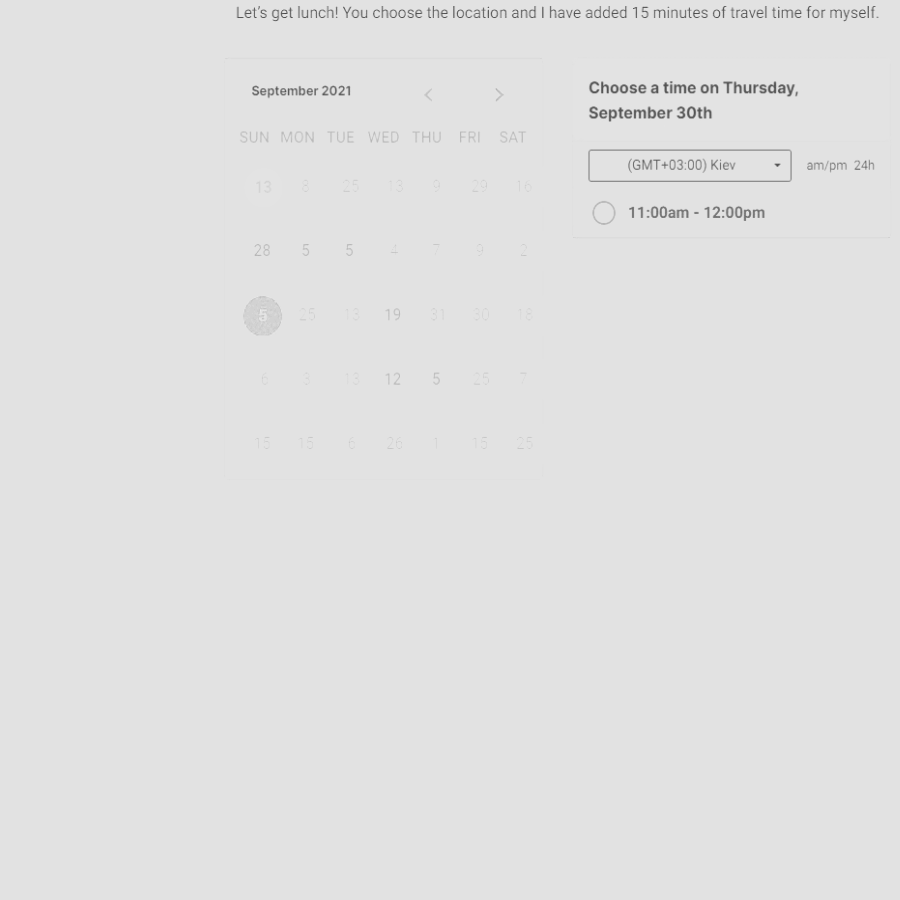 Let's get lunch! You choose the location and I have added 15 minutes of travel time for myself.
September 2021
SUN MON TUE WED THU FRI SAT
13 8 25 13 9 29 16
28 5 5 4 7 9 2
5 25 13 19 31 30 18
6 3 13 12 5 25 7
15 15 6 26 1 15 25
Choose a time on Thursday,
September 30th
(GMT+03:00) Kiev am/pm 24h
11:00am - 12:00pm